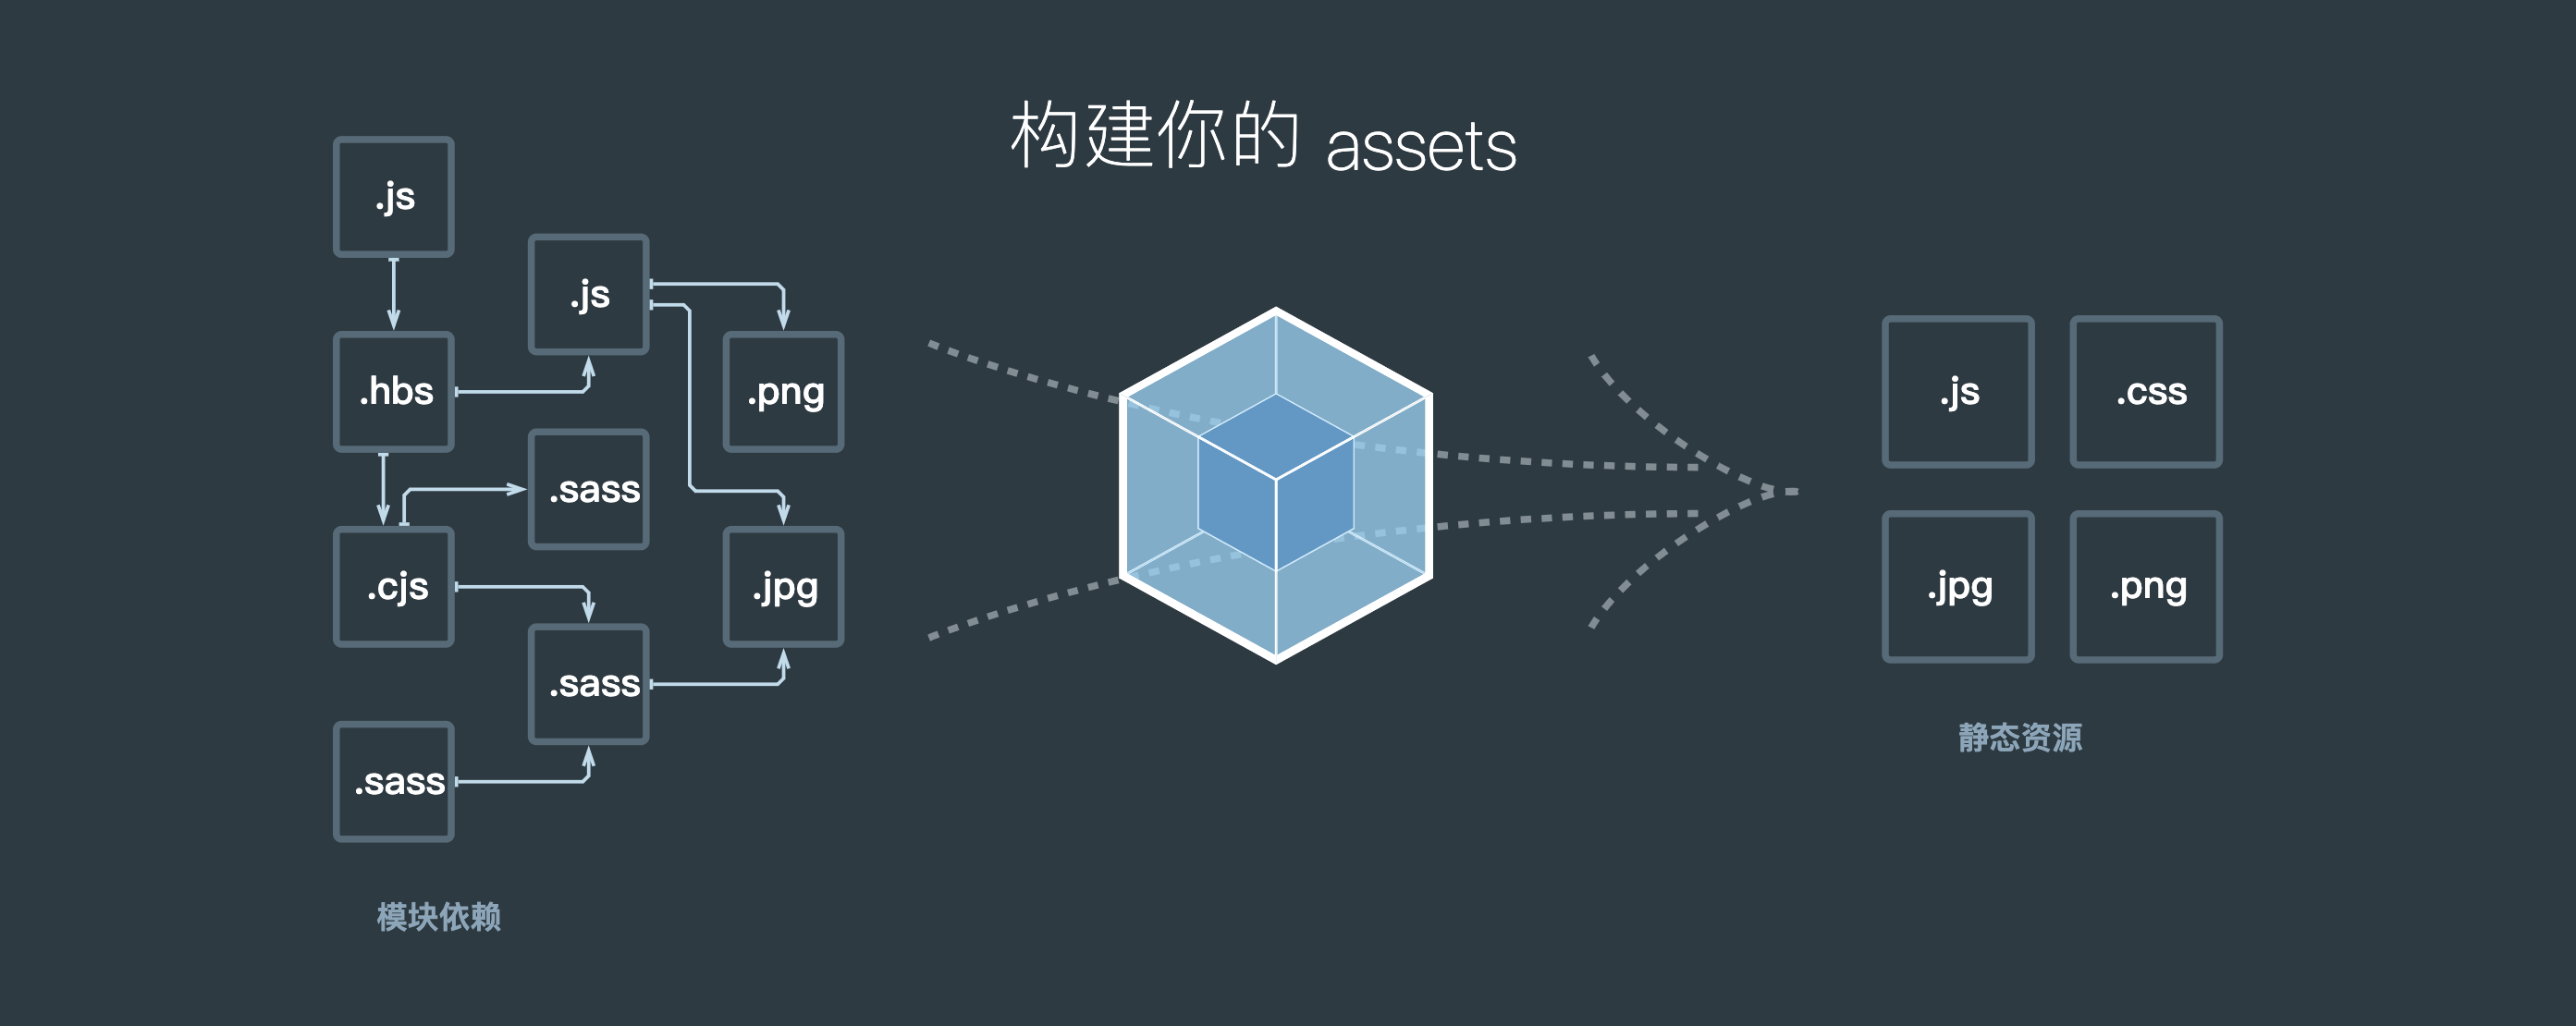 构建你的 assets
.js
.js
.hbs
.png
.sass
.cjs
.jpg
.sass
.sass
模块依赖
.js
.css
.jpg
.png
静态资源